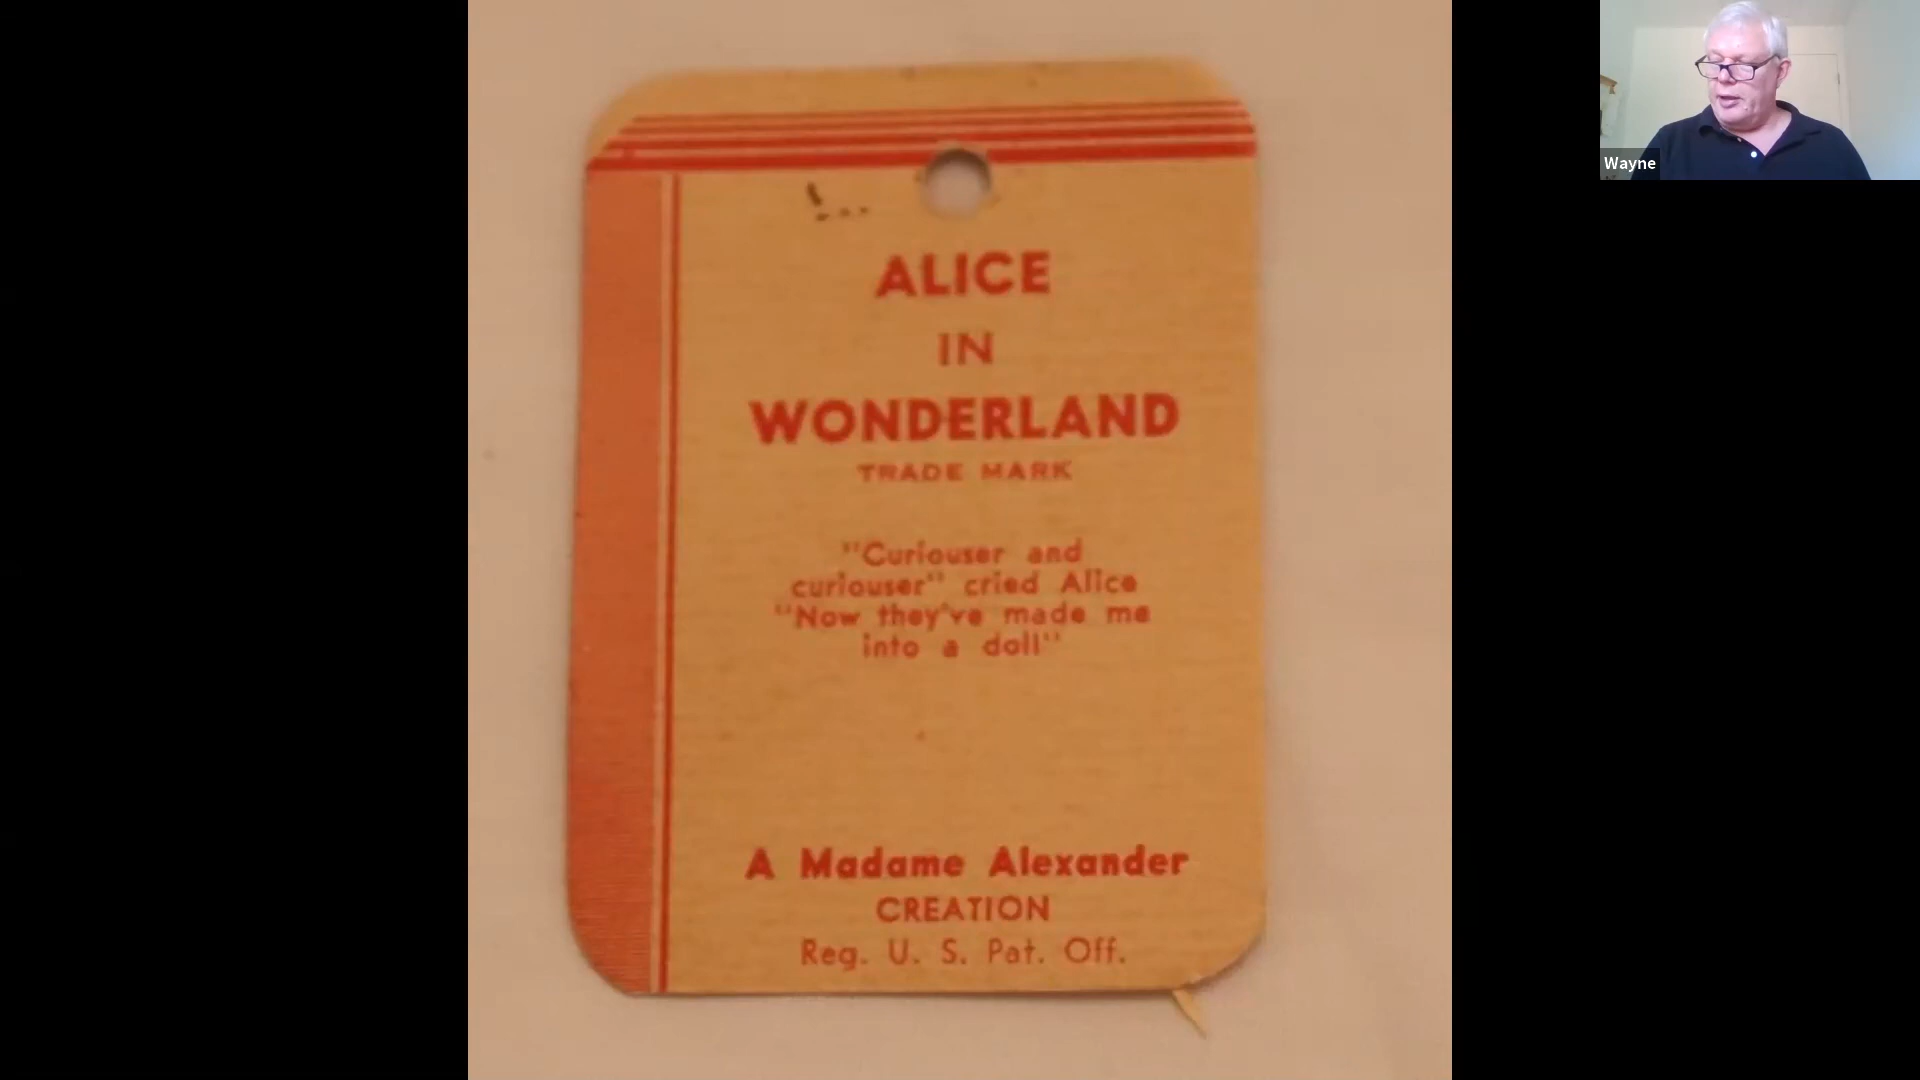 ALICE
IN
WONDERLAND
TRADE MARK
"Curiouser and
curiouser" cried Alice
"Now they've made me
into a doll"
A Madame Alexander
CREATION
Reg. U. S. Pat. Off.
Wayne